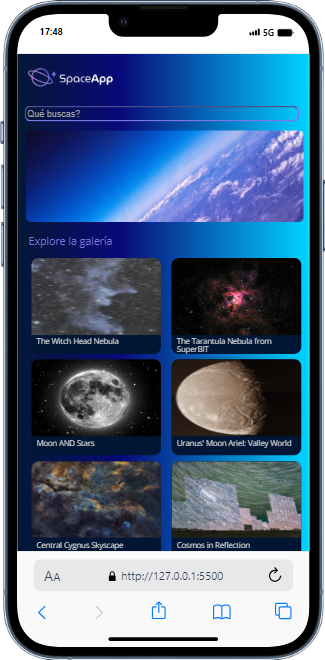 17:48
5G
SpaceApp
Qué buscas?
Explore la galería
The Witch Head Nebula
The Tarantula Nebula from
SuperBIT
Moon AND Stars
Uranus' Moon Ariel: Valley World
Central Cygnus Skyscape
Cosmos in Reflection
AA
http://127.0.0.1:5500